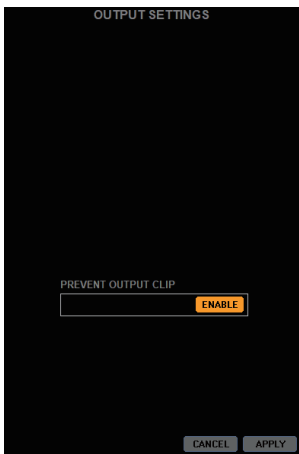 OUTPUT SETTINGS
PREVENT OUTPUT CLIP
ENABLE
CANCEL APPLY